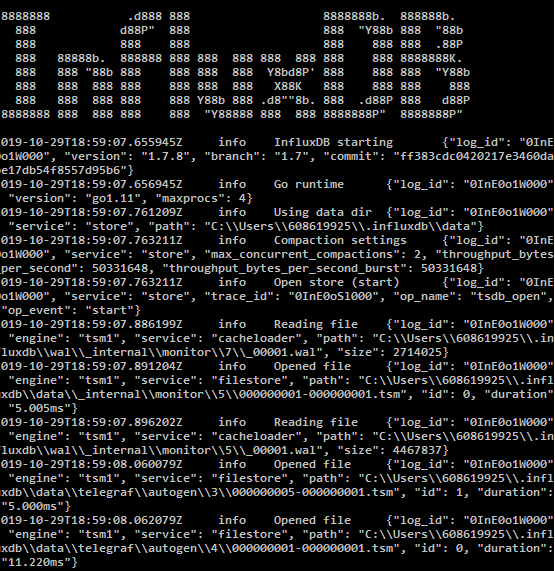 8888888           .d888 888                   8888888b.  888888b.
  888            d88P"  888                   888  "Y88b 888  "88b
  888            888    888                   888    888 888  .88P
  888   88888b.  888888 888 888  888 888  888 888    888 8888888K.
  888   888 "88b 888    888 888  888  Y8bd8P' 888    888 888  "Y88b
  888   888  888 888    888 888  888   X88K   888    888 888    888
  888   888  888 888    888 Y88b 888 .d8""8b. 888  .d88P 888   d88P
8888888 888  888 888    888  "Y88888 888  888 8888888P"  8888888P"
019-10-29T18:59:07.655945Z     info    InfluxDB starting       {"log_id": "0InE
0o1W000", "version": "1.7.8", "branch": "1.7", "commit": "ff383cdc0420217e3460da
be17db54f8557d95b6"}
019-10-29T18:59:07.656945Z     info    Go runtime      {"log_id": "0InE0o1W000",
"version": "go1.11", "maxprocs": 4}
019-10-29T18:59:07.761209Z     info    Using data dir  {"log_id": "0InE0o1W000",
"service": "store", "path": "C:\\Users\\608619925\\.influxdb\\data"}
019-10-29T18:59:07.763211Z     info    Compaction settings     {"log_id": "0InE
0o1W000", "service": "store", "max_concurrent_compactions": 2, "throughput_bytes
per_second": 50331648, "throughput_bytes_per_second_burst": 50331648}
019-10-29T18:59:07.763211Z     info    Open store (start)      {"log_id": "0InE
0o1W000", "service": "store", "trace_id": "0InE0oSl000", "op_name": "tsdb_open",
"op_event": "start"}
019-10-29T18:59:07.886199Z     info    Reading file    {"log_id": "0InE0o1W000",
"engine": "tsm1", "service": "cacheloader", "path": "C:\\Users\\608619925\\.in
luxdb\\wal\\_internal\\monitor\\7\\_00001.wal", "size": 2714025}
019-10-29T18:59:07.891204Z     info    Opened file     {"log_id": "0InE0o1W000",
"engine": "tsm1", "service": "filestore", "path": "C:\\Users\\608619925\\.infl
xdb\\data\\_internal\\monitor\\5\\000000001-000000001.tsm", "id": 0, "duration"
"5.005ms"}
019-10-29T18:59:07.896202Z     info    Reading file    {"log_id": "0InE0o1W000",
"engine": "tsm1", "service": "cacheloader", "path": "C:\\Users\\608619925\\.in
luxdb\\wal\\_internal\\monitor\\5\\_00001.wal", "size": 4467837}
019-10-29T18:59:08.060079Z     info    Opened file     {"log_id": "0InE0o1W000",
"engine": "tsm1", "service": "filestore", "path": "C:\\Users\\608619925\\.infl
xdb\\data\\telegraf\\autogen\\3\\000000005-000000001.tsm", "id": 1, "duration":
"5.000ms"}
019-10-29T18:59:08.062079Z     info    Opened file     {"log_id": "0InE0o1W000",
"engine": "tsm1", "service": "filestore", "path": "C:\\Users\\608619925\\.infl
xdb\\data\\telegraf\\autogen\\4\\000000001-000000001.tsm", "id": 0, "duration":
"11.220ms"}